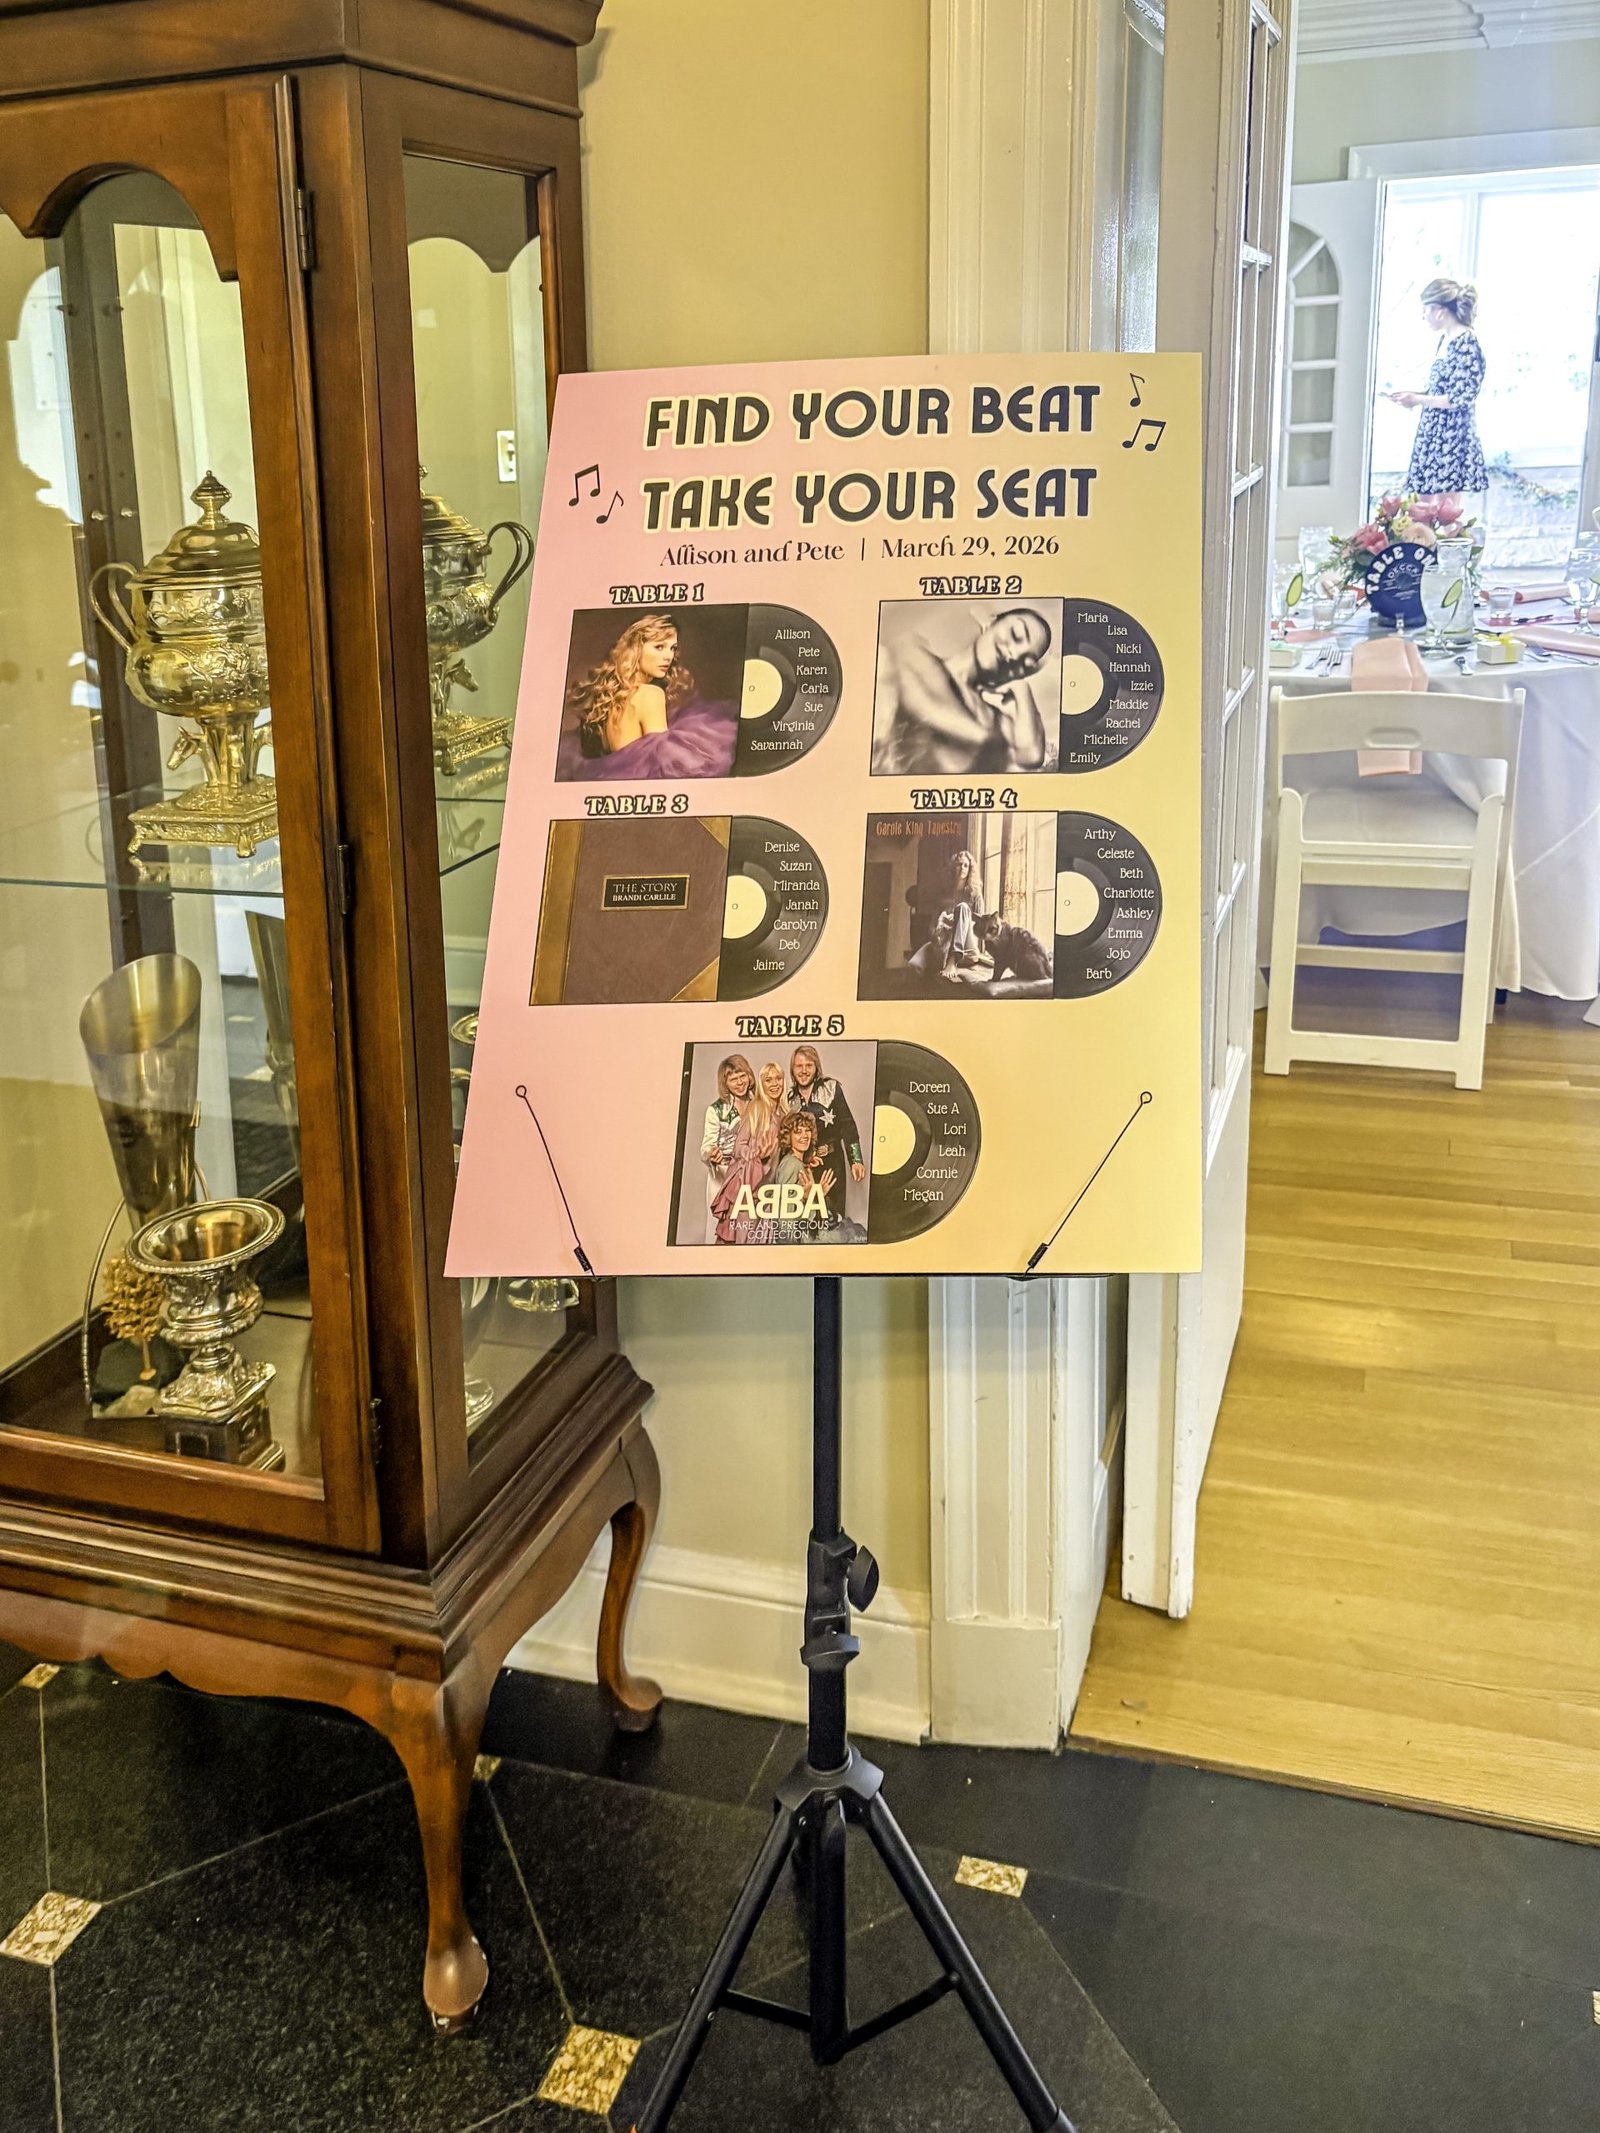 FIND YOUR BEAT
TAKE YOUR SEAT
Allison and Pete | March 29, 2026
TABLE 1
Allison
Pete
Karen
Carla
Sue
Virginia
Savannah
TABLE 2
Maria
Lisa
Nicki
Hannah
Izzie
Maddie
Rachel
Michelle
Emily
TABLE 3
THE STORY
BRANDI CARLILE
Denise
Suzan
Miranda
Janah
Carolyn
Deb
Jaime
TABLE 4
Carole King Tapestry
Arthy
Celeste
Beth
Charlotte
Ashley
Emma
Jojo
Barb
TABLE 5
ABBA
RARE AND PRECIOUS
COLLECTION
Doreen
Sue A
Lori
Leah
Connie
Megan
TABLE ON
DECCA